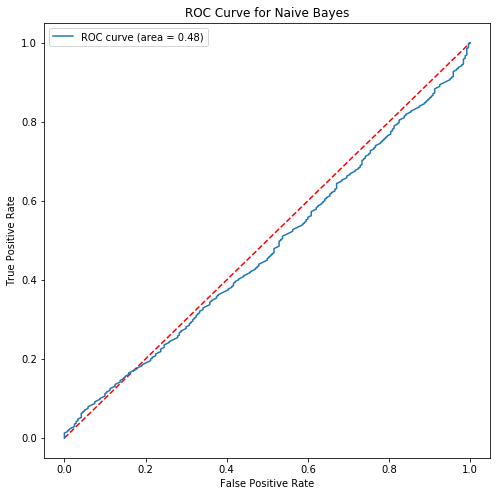 ROC Curve for Naive Bayes
ROC curve (area = 0.48)
1.0
0.8
0.6
0.4
0.2
0.0
True Positive Rate
0.0 0.2 0.4 0.6 0.8 1.0
False Positive Rate